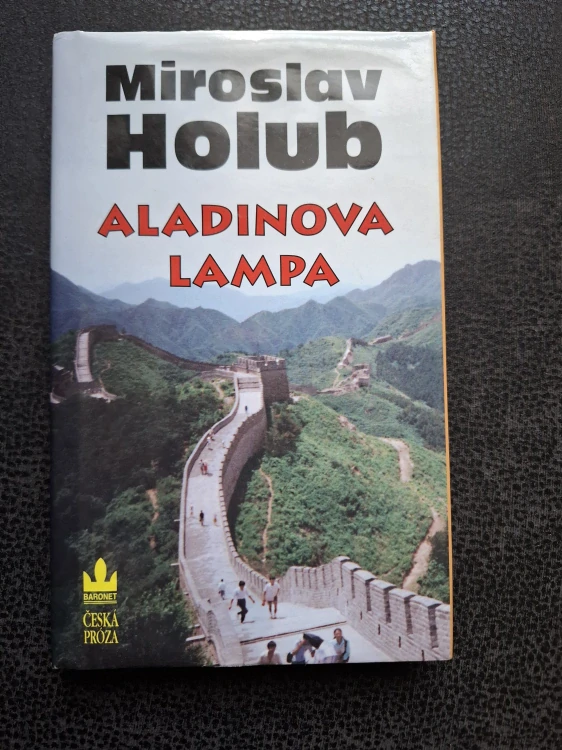 Miroslav
Holub
ALADINOVA
LAMPA
BARONET
ČESKÁ
PRÓZA